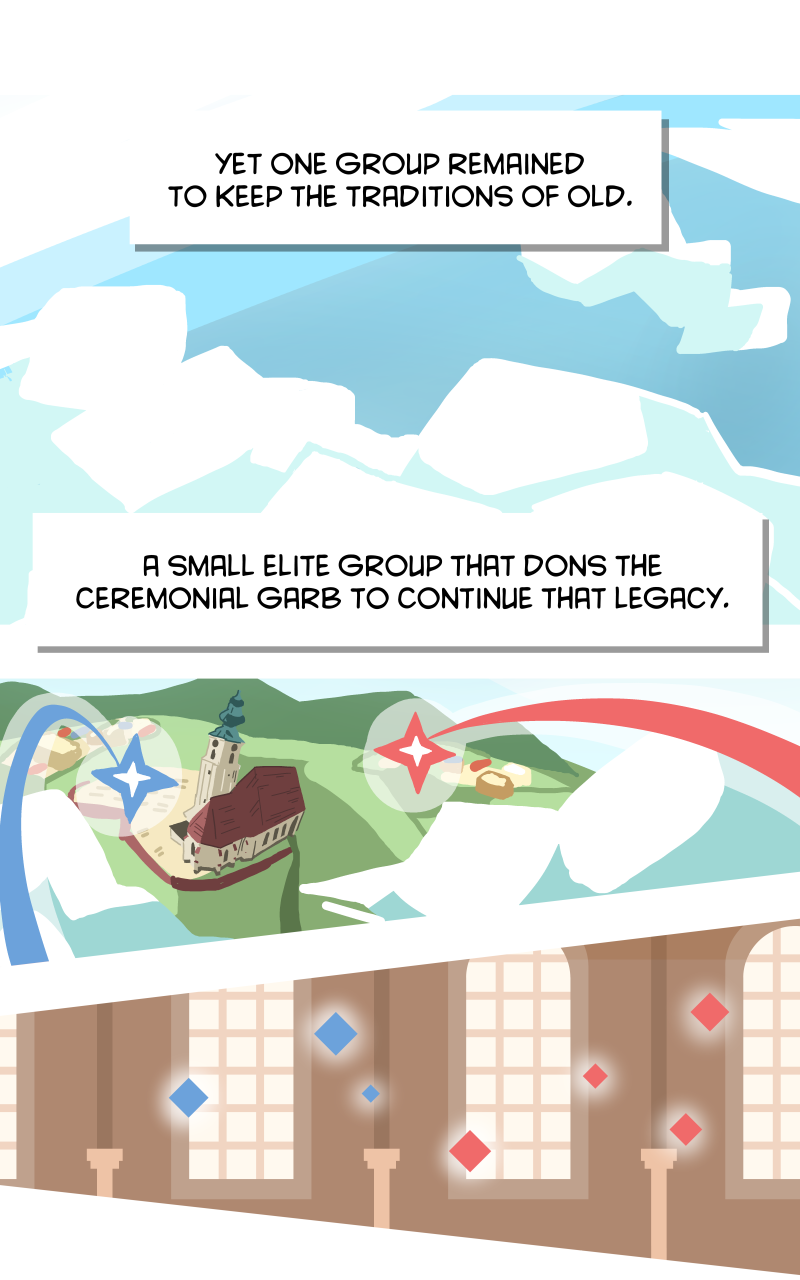 YET ONE GROUP REMAINED
TO KEEP THE TRADITIONS OF OLD.
A SMALL ELITE GROUP THAT DONS THE
CEREMONIAL GARB TO CONTINUE THAT LEGACY.